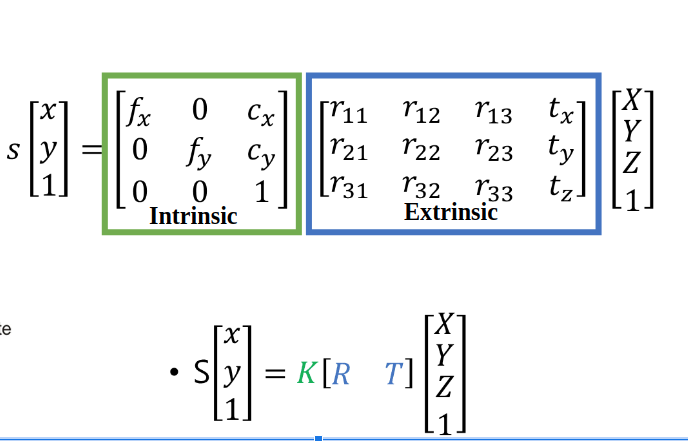 s [x y 1] = [f_x 0 c_x; 0 f_y c_y; 0 0 1] [r_11 r_12 r_13 t_x; r_21 r_22 r_23 t_y; r_31 r_32 r_33 t_z] [X Y Z 1]
Intrinsic Extrinsic
te
• S [x y 1] = K[R T] [X Y Z 1]